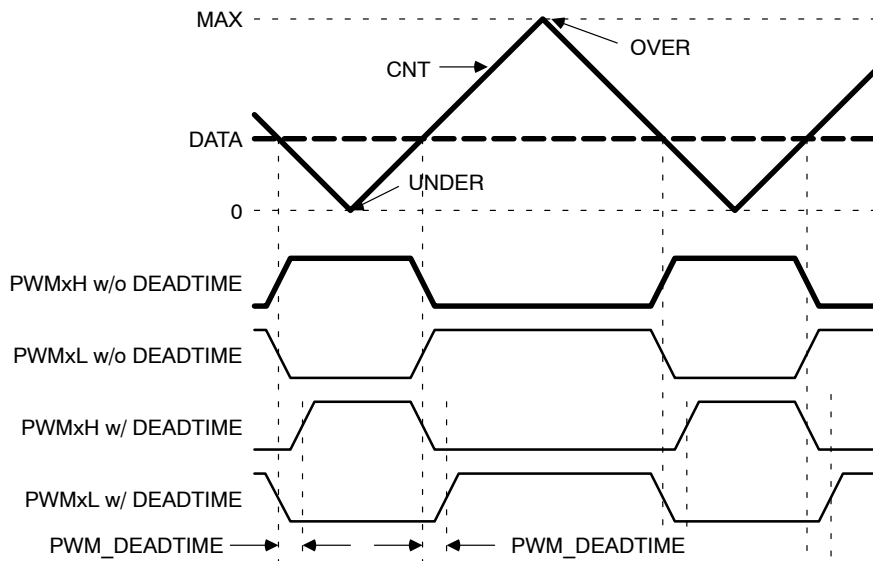 MAX
OVER
CNT
DATA
UNDER
0
PWMxH w/o DEADTIME
PWMxL w/o DEADTIME
PWMxH w/ DEADTIME
PWMxL w/ DEADTIME
PWM_DEADTIME
PWM_DEADTIME